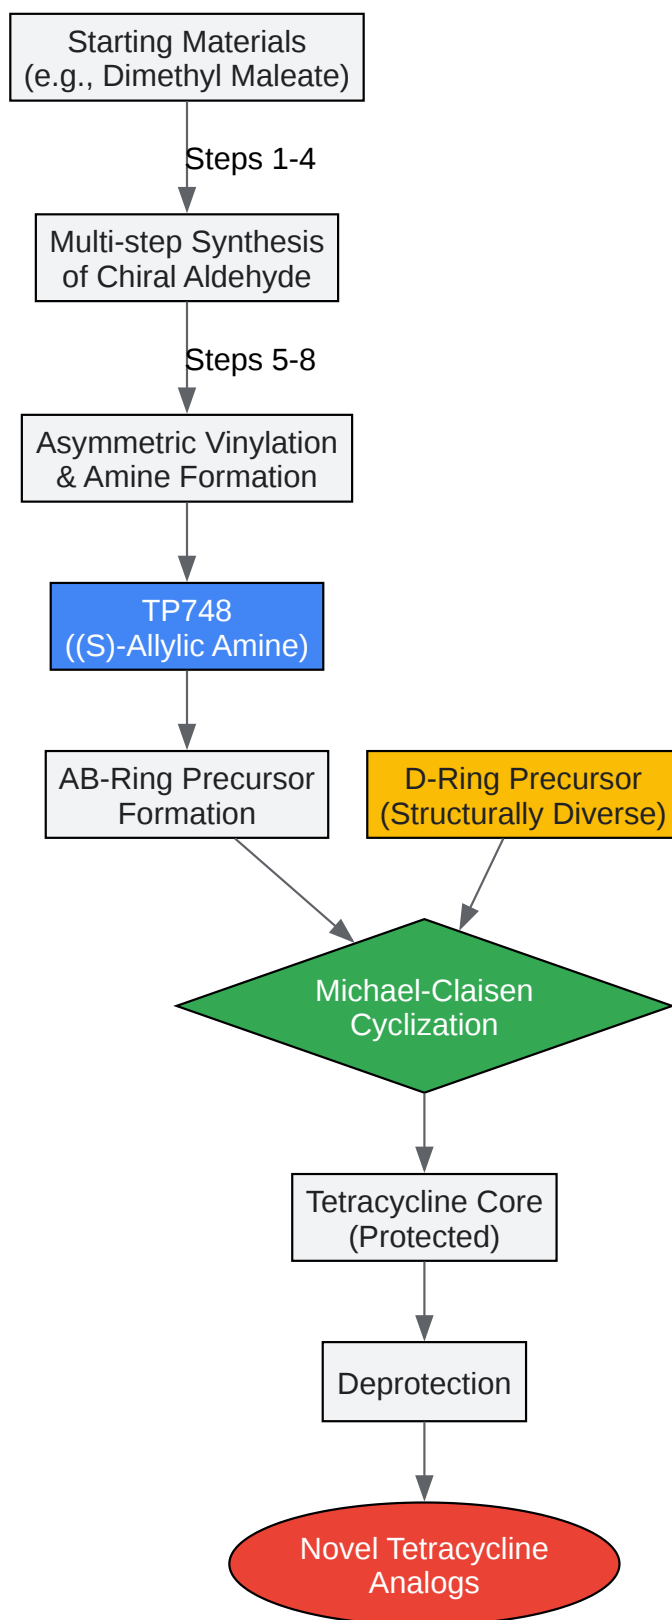 Starting Materials
(e.g., Dimethyl Maleate)
Steps 1-4
Multi-step Synthesis
of Chiral Aldehyde
Steps 5-8
Asymmetric Vinylation
& Amine Formation
TP748
((S)-Allylic Amine)
AB-Ring Precursor
Formation
D-Ring Precursor
(Structurally Diverse)
Michael-Claisen
Cyclization
Tetracycline Core
(Protected)
Deprotection
Novel Tetracycline
Analogs